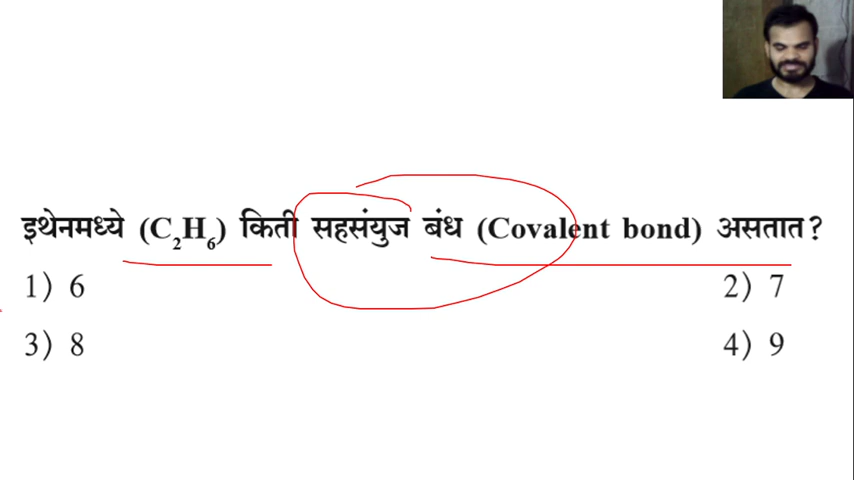 इथेनमध्ये (C₂H₆) किती सहसंयुज बंध (Covalent bond) असतात?
1) 6 2) 7
3) 8 4) 9